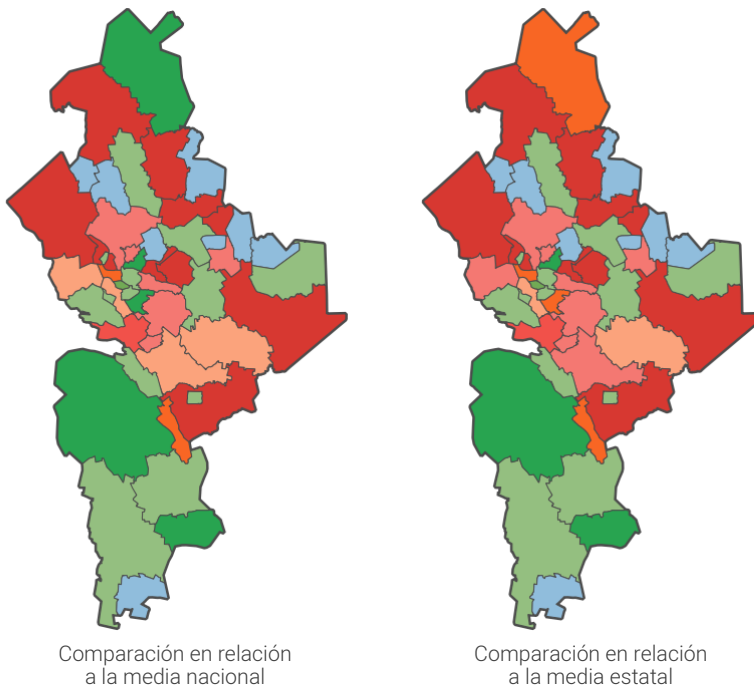 Comparación en relación
a la media nacional
Comparación en relación
a la media estatal